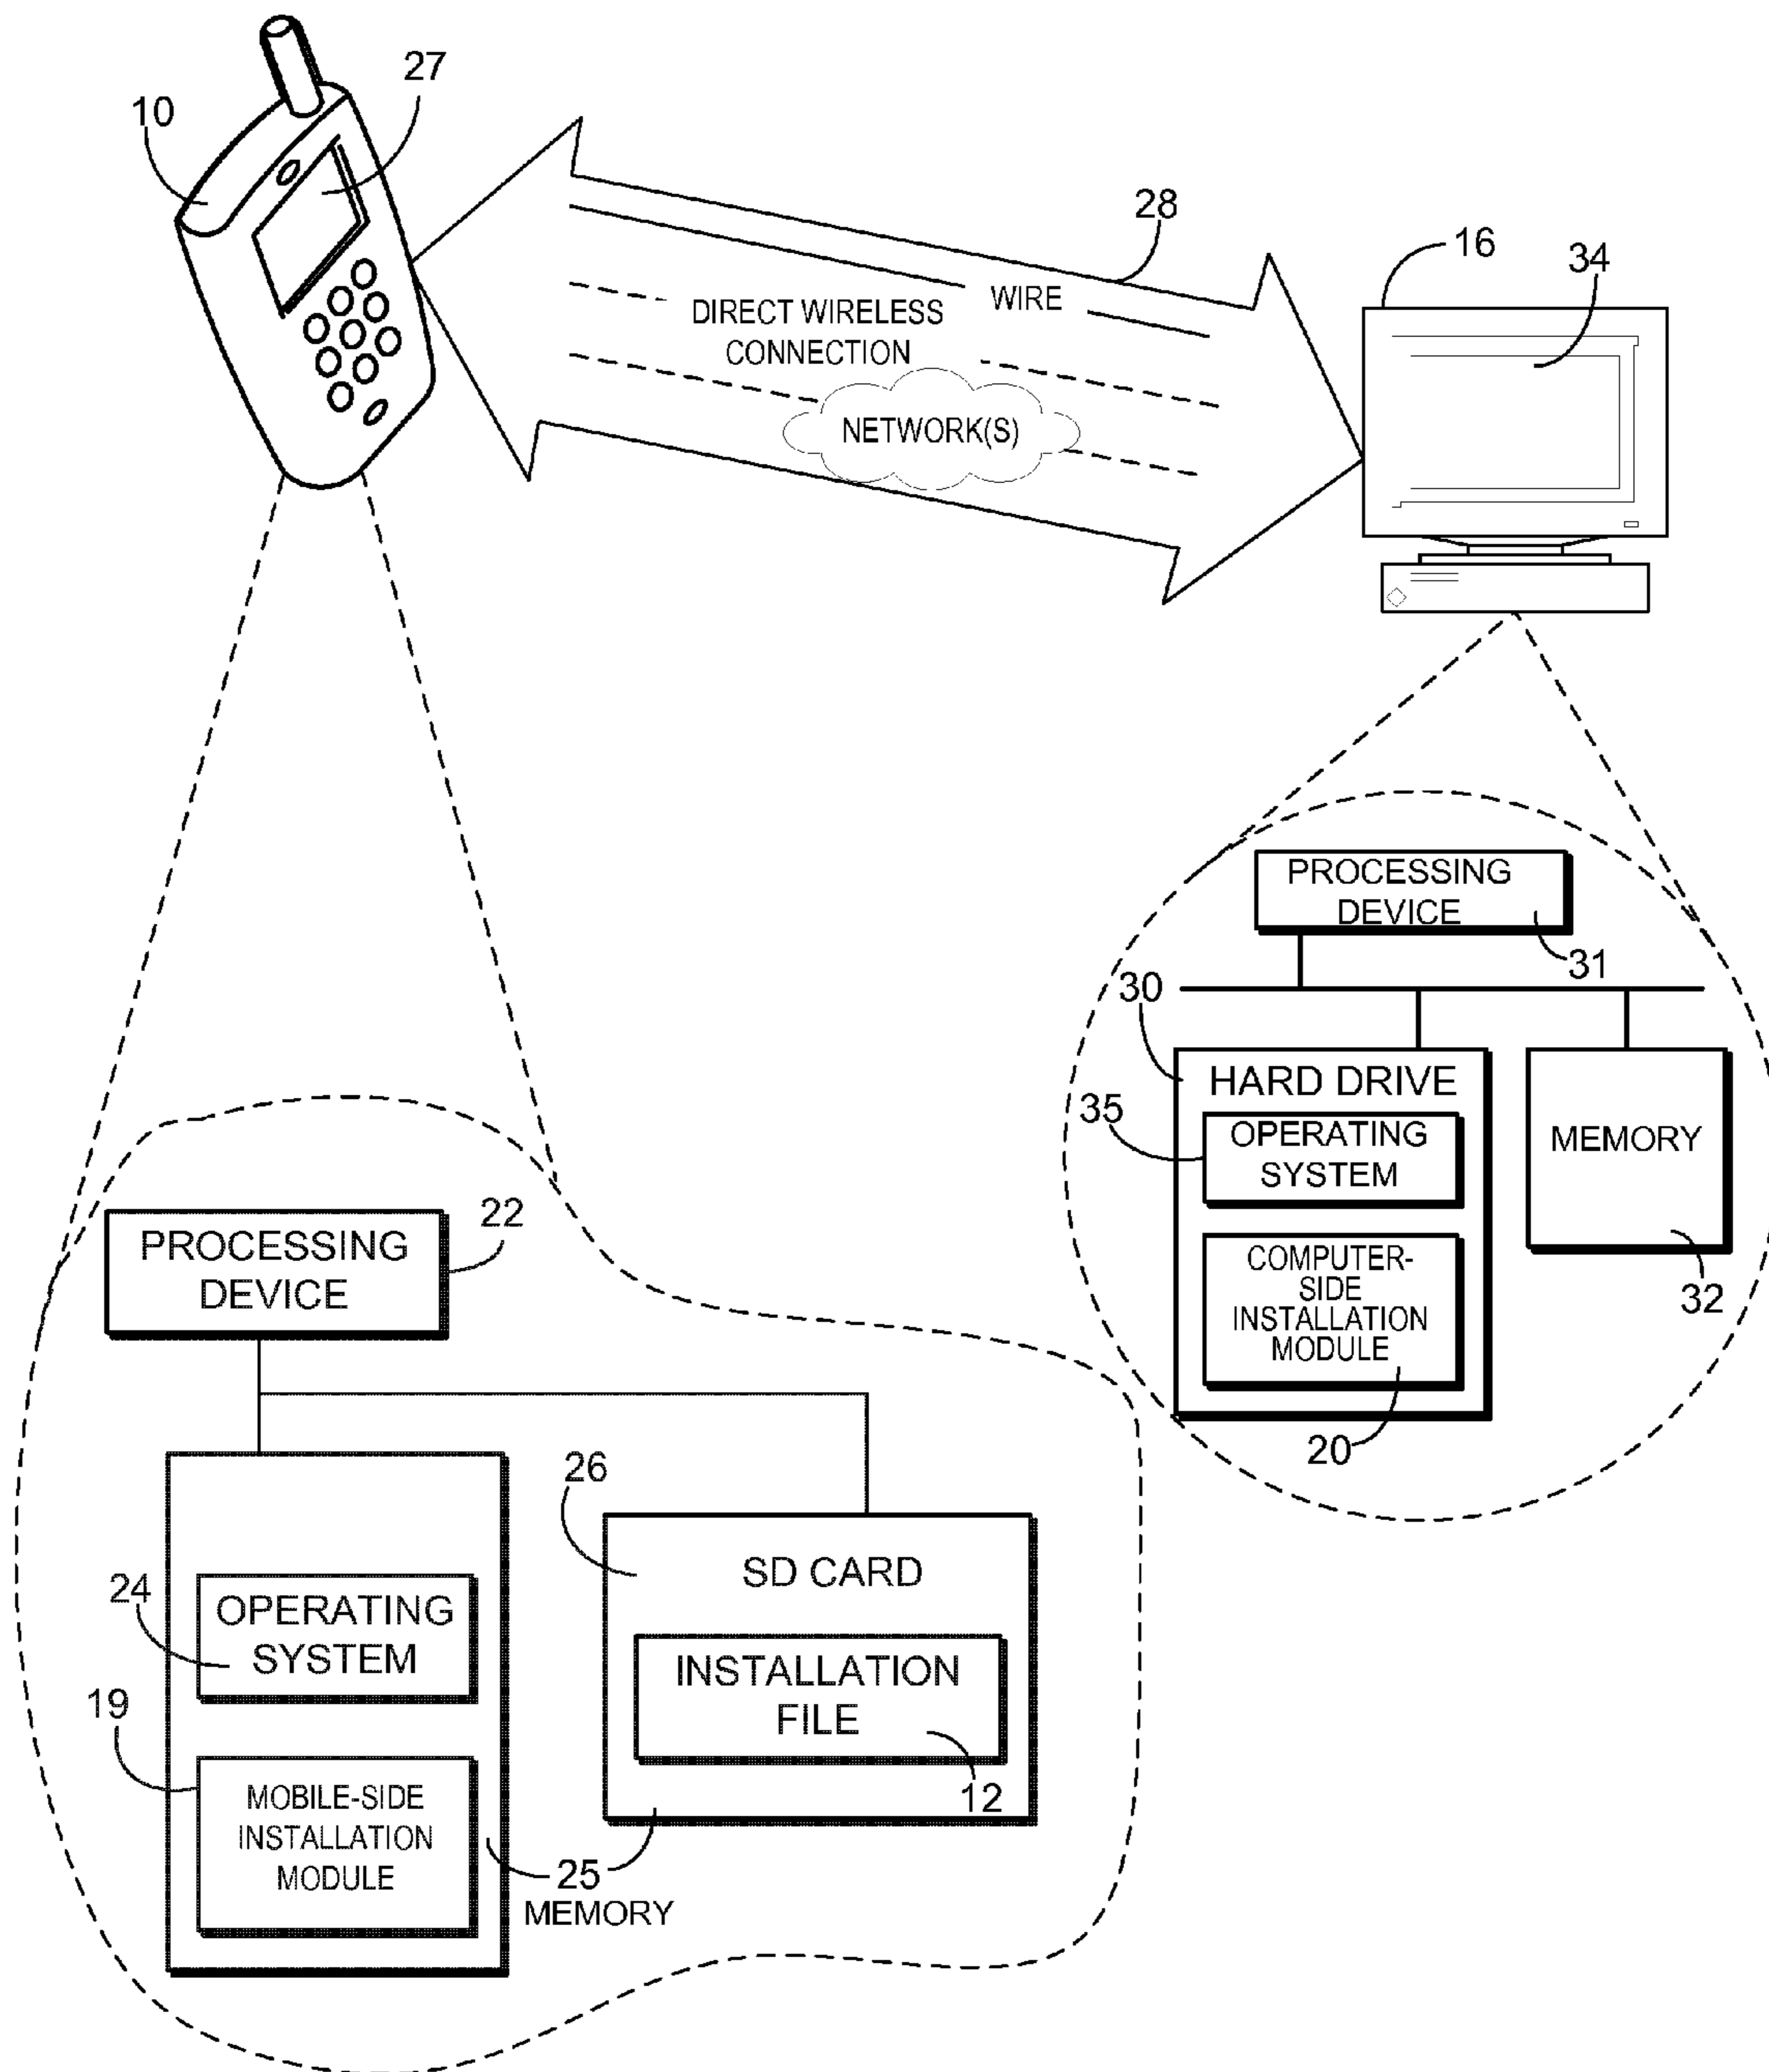 27
10
28
16
34
WIRE
DIRECT WIRELESS
CONNECTION
NETWORK(S)
PROCESSING
DEVICE
31
30
HARD DRIVE
35
OPERATING
SYSTEM
MEMORY
COMPUTER-
SIDE
INSTALLATION
MODULE
32
20
PROCESSING
DEVICE
22
26
SD CARD
24
OPERATING
SYSTEM
INSTALLATION
FILE
19
12
MOBILE-SIDE
INSTALLATION
MODULE
25
MEMORY